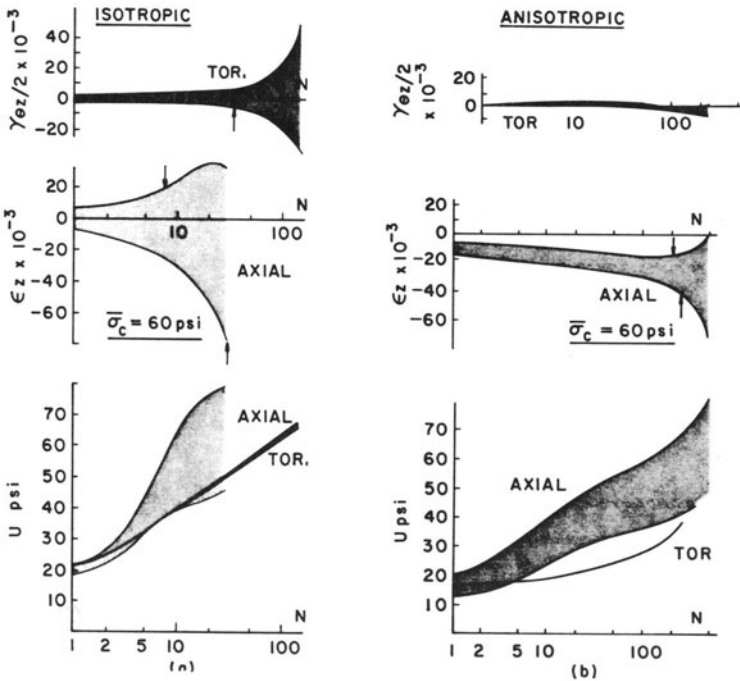 ISOTROPIC
γθz/2 x 10⁻³
40
20
0
-20
TOR.
N
εz x 10⁻³
20
0
-20
-40
-60
10
100
N
AXIAL
σ̅c = 60 psi
U psi
70
60
50
40
30
20
10
AXIAL
TOR.
N
1 2 5 10 100
(a)
ANISOTROPIC
γθz/2
x 10⁻³
20
0
TOR 10 100
εz x 10⁻³
20
0
-20
-40
-60
N
AXIAL
σ̅c = 60 psi
U psi
70
60
50
40
30
20
10
AXIAL
TOR
N
1 2 5 10 100
(b)